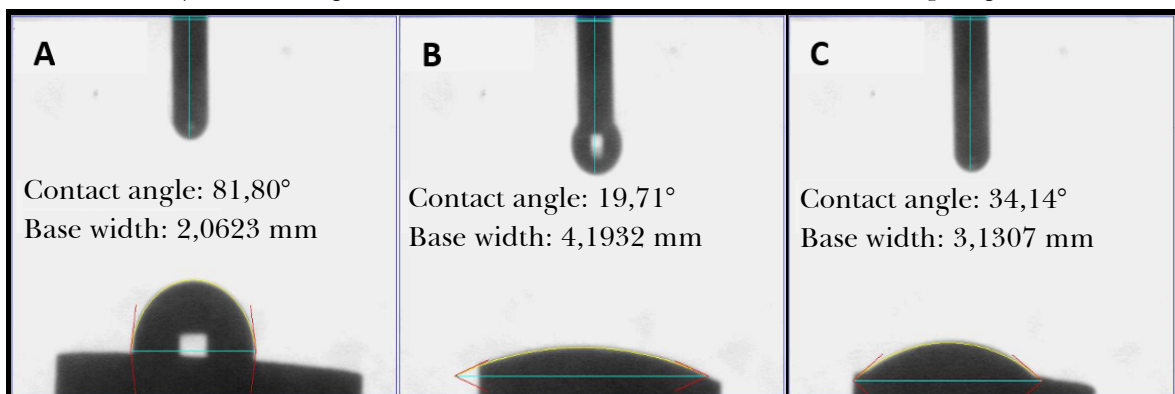 A
Contact angle: 81,80°
Base width: 2,0623 mm
B
Contact angle: 19,71°
Base width: 4,1932 mm
C
Contact angle: 34,14°
Base width: 3,1307 mm